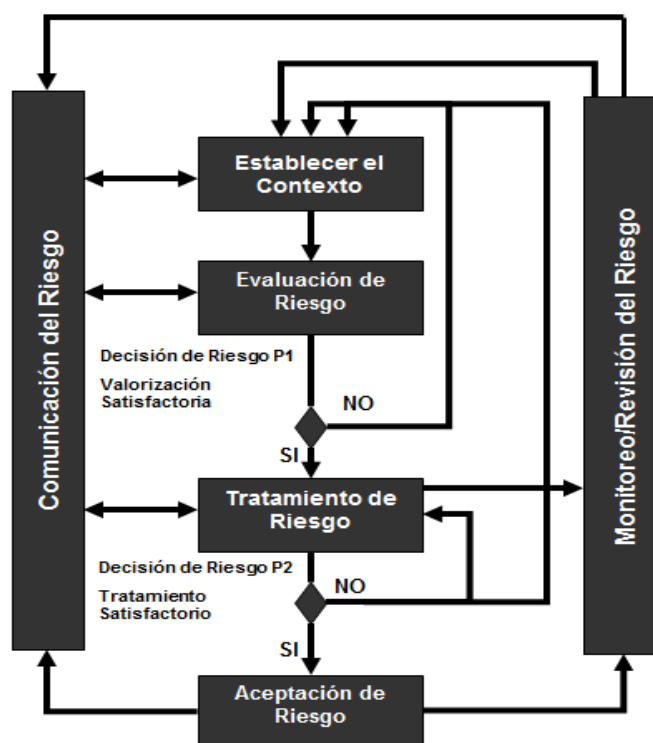 Establecer el
Contexto
Evaluación de
Riesgo
Decisión de Riesgo P1
Valorización
Satisfactoria
NO
SI
Tratamiento de
Riesgo
Decisión de Riesgo P2
Tratamiento
Satisfactorio
NO
SI
Aceptación de
Riesgo
Comunicación del Riesgo
Monitoreo/Revisión del Riesgo